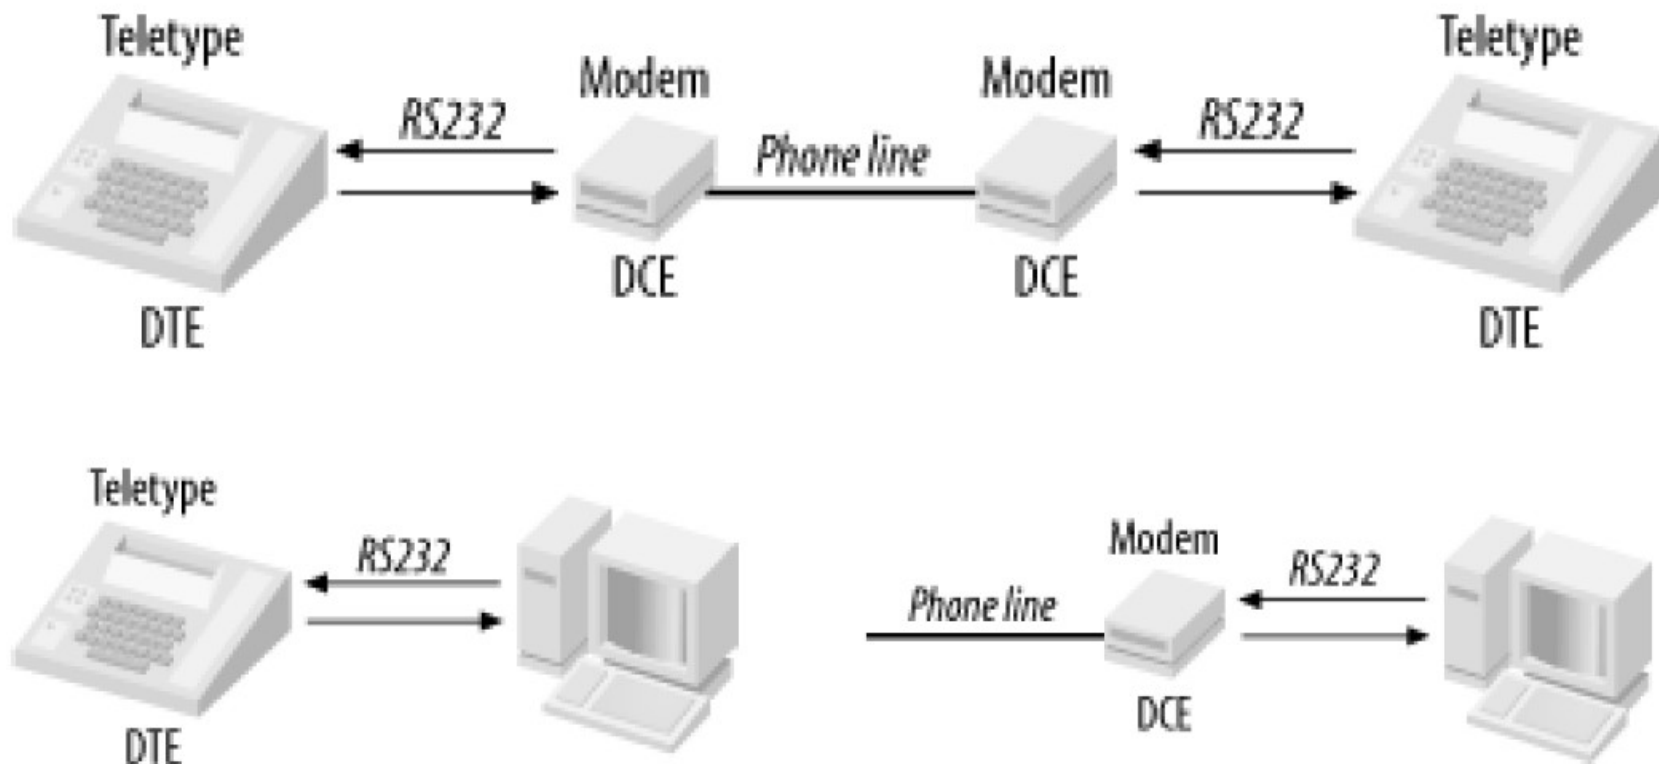 Teletype
Teletype
Modem
Modem
RS232
RS232
Phone line
DCE
DCE
DTE
DTE
Teletype
Modem
RS232
RS232
Phone line
DCE
DTE